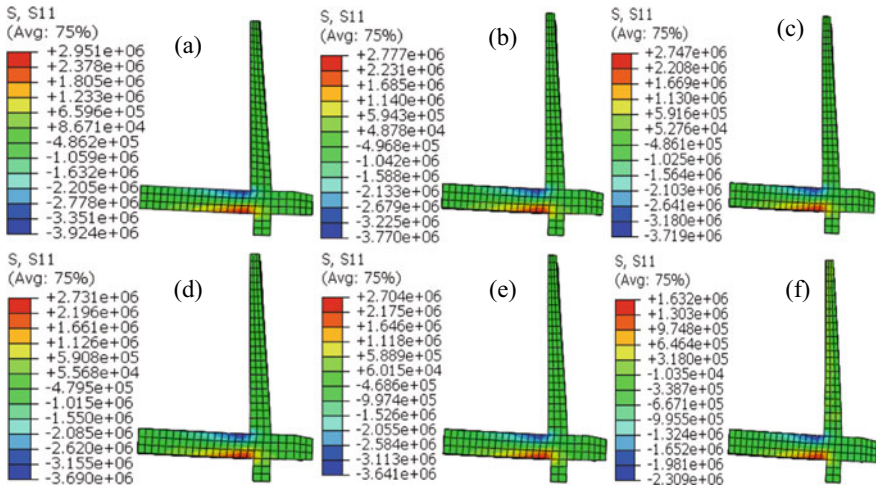 S, S11
(Avg: 75%)
+2.951e+06
+2.378e+06
+1.805e+06
+1.233e+06
+6.596e+05
+8.671e+04
-4.862e+05
-1.059e+06
-1.632e+06
-2.205e+06
-2.778e+06
-3.351e+06
-3.924e+06
(a)
S, S11
(Avg: 75%)
+2.777e+06
+2.231e+06
+1.685e+06
+1.140e+06
+5.943e+05
+4.878e+04
-4.968e+05
-1.042e+06
-1.588e+06
-2.133e+06
-2.679e+06
-3.225e+06
-3.770e+06
(b)
S, S11
(Avg: 75%)
+2.747e+06
+2.208e+06
+1.669e+06
+1.130e+06
+5.916e+05
+5.276e+04
-4.861e+05
-1.025e+06
-1.564e+06
-2.103e+06
-2.641e+06
-3.180e+06
-3.719e+06
(c)
S, S11
(Avg: 75%)
+2.731e+06
+2.196e+06
+1.661e+06
+1.126e+06
+5.908e+05
+5.568e+04
-4.795e+05
-1.015e+06
-1.550e+06
-2.085e+06
-2.620e+06
-3.155e+06
-3.690e+06
(d)
S, S11
(Avg: 75%)
+2.704e+06
+2.175e+06
+1.646e+06
+1.118e+06
+5.889e+05
+6.015e+04
-4.686e+05
-9.974e+05
-1.526e+06
-2.055e+06
-2.584e+06
-3.113e+06
-3.641e+06
(e)
S, S11
(Avg: 75%)
+1.632e+06
+1.303e+06
+9.748e+05
+6.464e+05
+3.180e+05
-1.035e+04
-3.387e+05
-6.671e+05
-9.955e+05
-1.324e+06
-1.652e+06
-1.981e+06
-2.309e+06
(f)